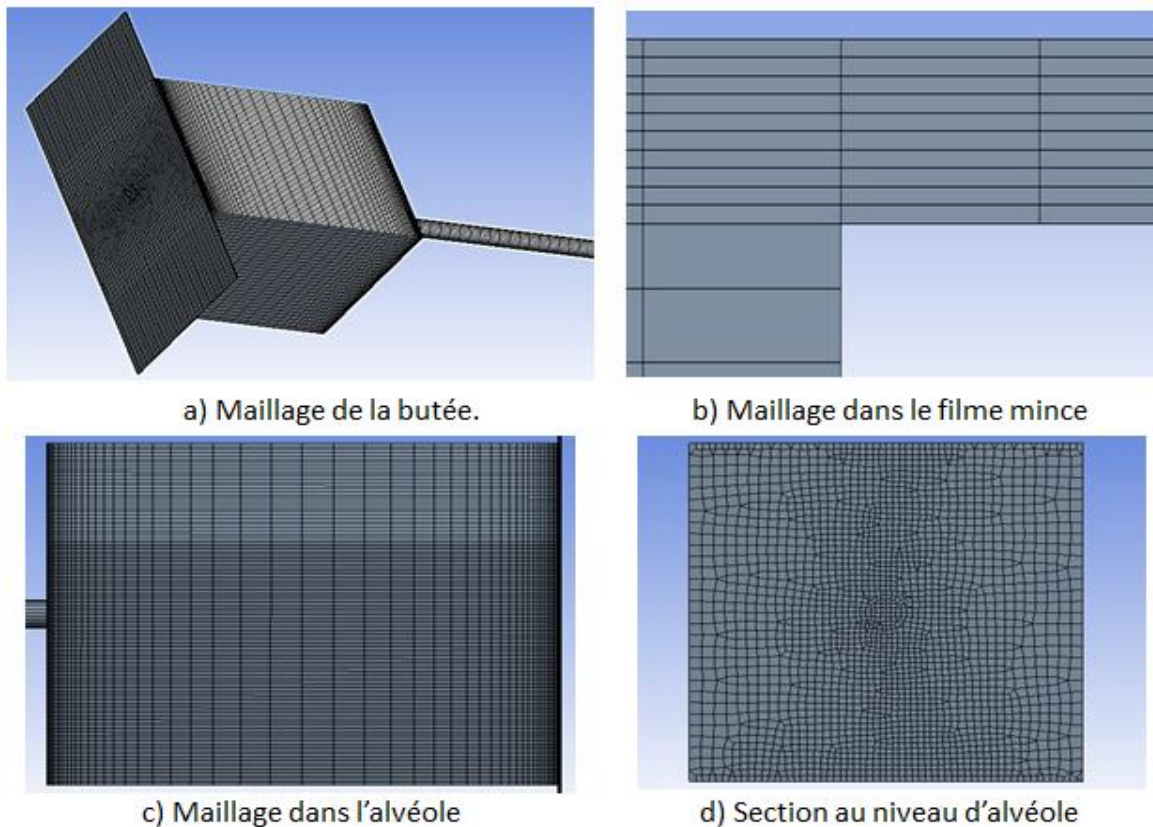 a) Maillage de la butée.
b) Maillage dans le filme mince
c) Maillage dans l'alvéole
d) Section au niveau d'alvéole